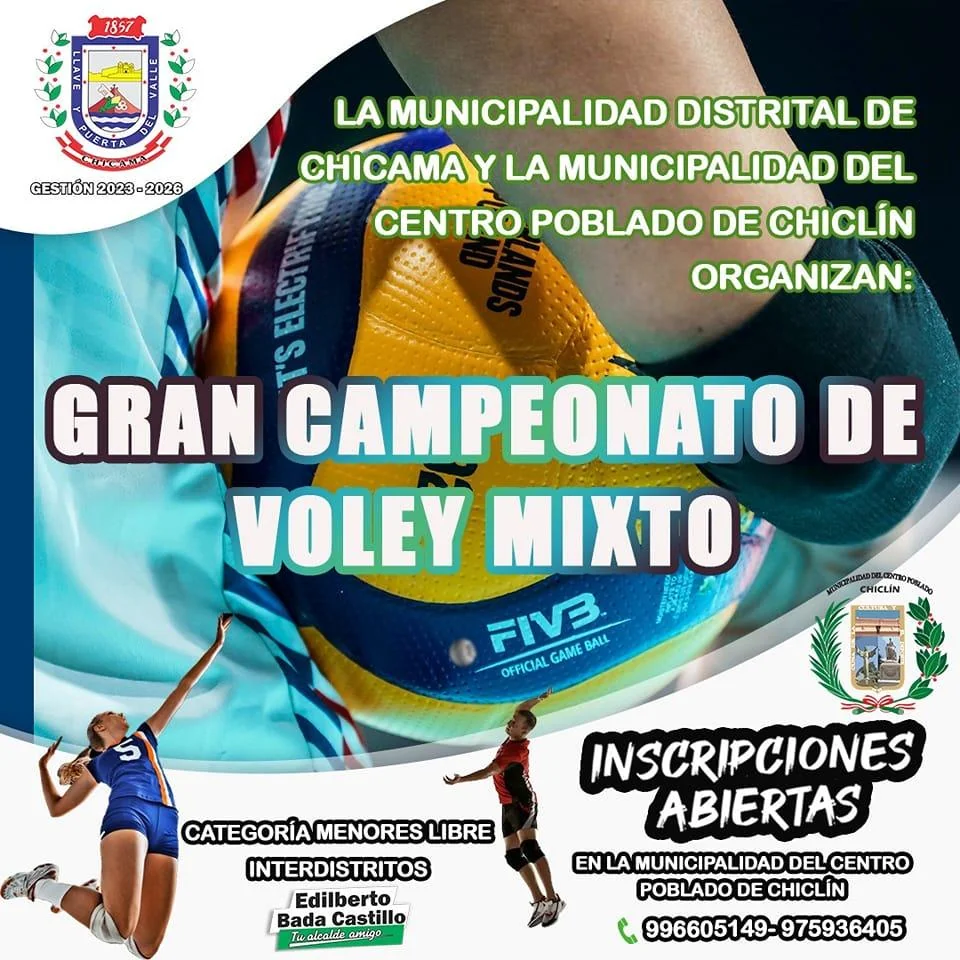 1857
LLAVE Y PUERTA DEL VALLE
CHICAMA
GESTIÓN 2023 - 2026
LA MUNICIPALIDAD DISTRITAL DE
CHICAMA Y LA MUNICIPALIDAD DEL
CENTRO POBLADO DE CHICLÍN
ORGANIZAN:
T'S ELECTRIFYIN
RLANDS
AND
GRAN CAMPEONATO DE
VOLEY MIXTO
FIVB
OFFICIAL GAME BALL
MUNICIPALIDAD DEL CENTRO POBLADO
CHICLÍN
5
INSCRIPCIONES
ABIERTAS
CATEGORÍA MENORES LIBRE
INTERDISTRITOS
EN LA MUNICIPALIDAD DEL CENTRO
POBLADO DE CHICLÍN
Edilberto
Bada Castillo
Tu alcalde amigo
996605149- 975936405